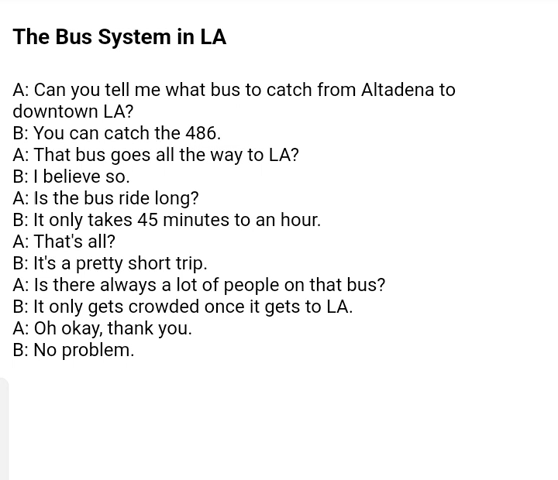 The Bus System in LA
A: Can you tell me what bus to catch from Altadena to
downtown LA?
B: You can catch the 486.
A: That bus goes all the way to LA?
B: I believe so.
A: Is the bus ride long?
B: It only takes 45 minutes to an hour.
A: That's all?
B: It's a pretty short trip.
A: Is there always a lot of people on that bus?
B: It only gets crowded once it gets to LA.
A: Oh okay, thank you.
B: No problem.